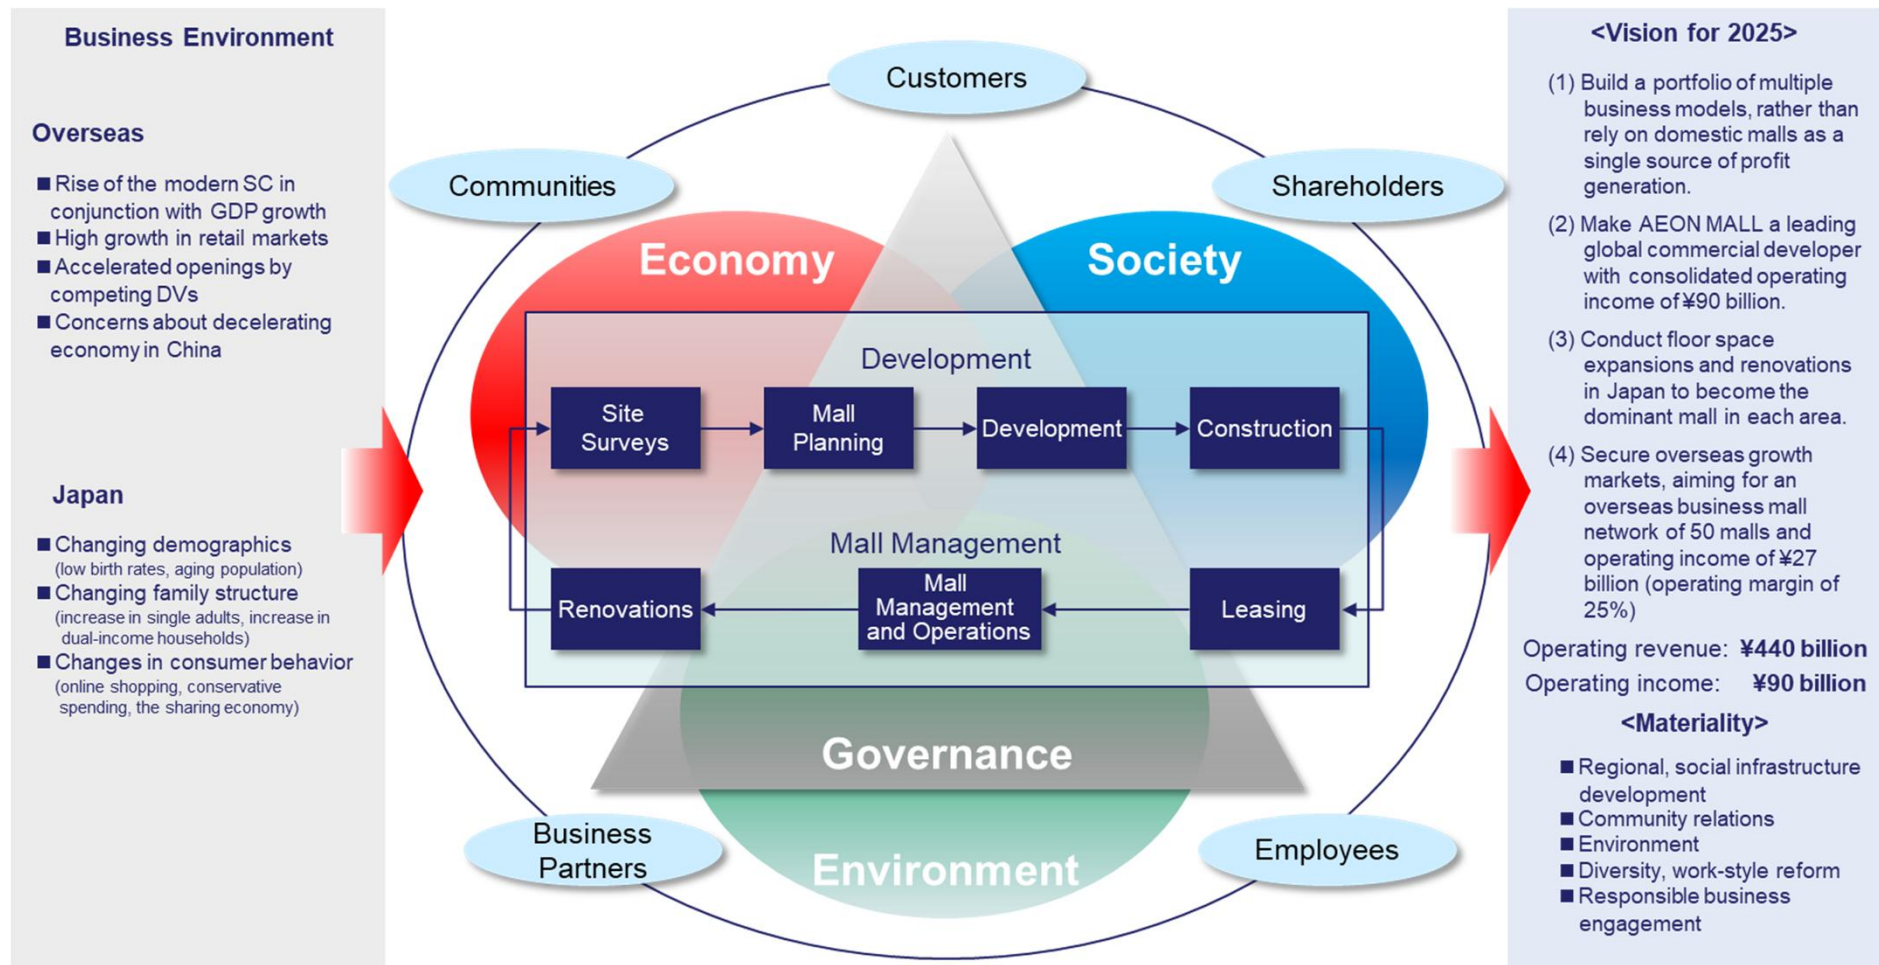 Business Environment
Overseas
■ Rise of the modern SC in
conjunction with GDP growth
■ High growth in retail markets
■ Accelerated openings by
competing DVs
■ Concerns about decelerating
economy in China
Japan
■ Changing demographics
(low birth rates, aging population)
■ Changing family structure
(increase in single adults, increase in
dual-income households)
■ Changes in consumer behavior
(online shopping, conservative
spending, the sharing economy)
Customers
Communities
Shareholders
Economy
Society
Development
Site
Surveys
Mall
Planning
Development
Construction
Mall Management
Renovations
Mall
Management
and Operations
Leasing
Governance
Business
Partners
Employees
Environment
<Vision for 2025>
(1) Build a portfolio of multiple
business models, rather than
rely on domestic malls as a
single source of profit
generation.
(2) Make AEON MALL a leading
global commercial developer
with consolidated operating
income of ¥90 billion.
(3) Conduct floor space
expansions and renovations
in Japan to become the
dominant mall in each area.
(4) Secure overseas growth
markets, aiming for an
overseas business mall
network of 50 malls and
operating income of ¥27
billion (operating margin of
25%)
Operating revenue: ¥440 billion
Operating income: ¥90 billion
<Materiality>
■ Regional, social infrastructure
development
■ Community relations
■ Environment
■ Diversity, work-style reform
■ Responsible business
engagement